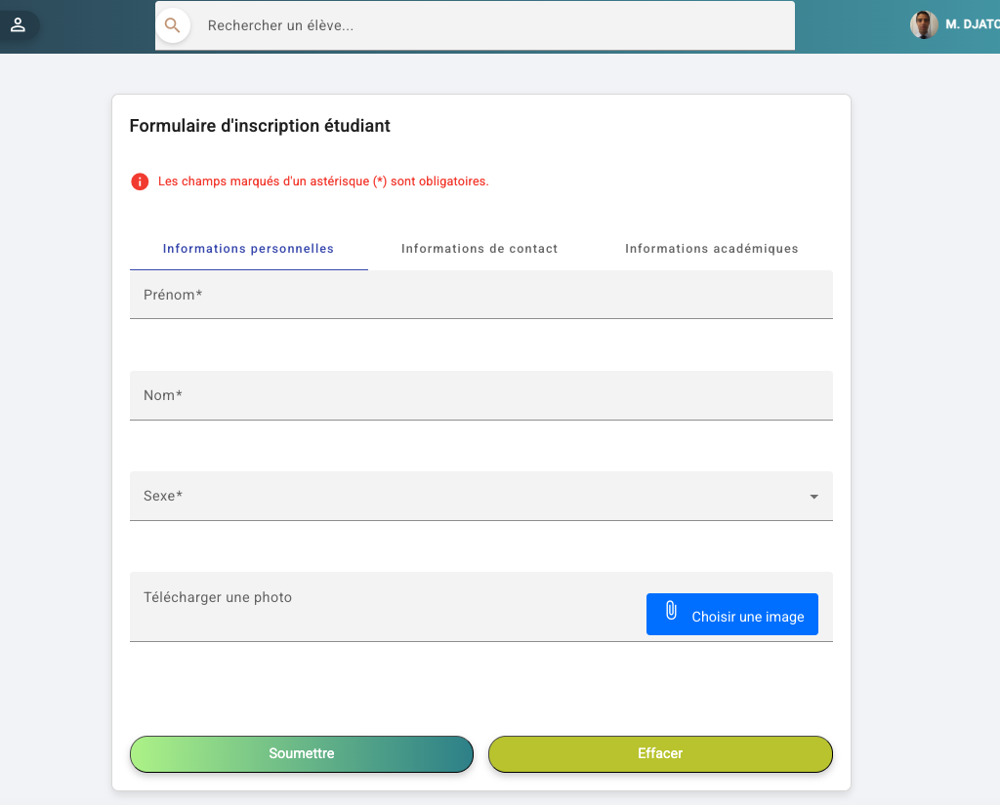 Rechercher un élève...
M. DJATO
Formulaire d'inscription étudiant
Les champs marqués d'un astérisque (*) sont obligatoires.
Informations personnelles
Informations de contact
Informations académiques
Prénom*
Nom*
Sexe*
Télécharger une photo
Choisir une image
Soumettre
Effacer